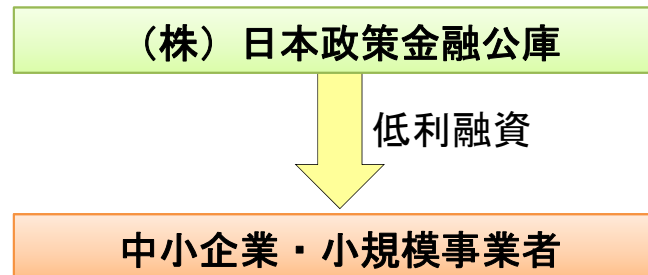 （株）日本政策金融公庫
低利融資
中小企業・小規模事業者